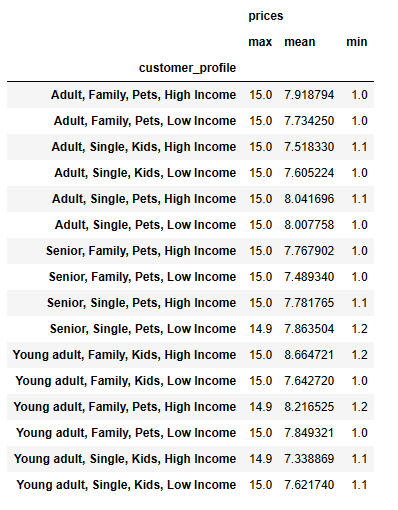 prices
max mean min
customer_profile
Adult, Family, Pets, High Income 15.0 7.918794 1.0
Adult, Family, Pets, Low Income 15.0 7.734250 1.0
Adult, Single, Kids, High Income 15.0 7.518330 1.1
Adult, Single, Kids, Low Income 15.0 7.605224 1.0
Adult, Single, Pets, High Income 15.0 8.041696 1.1
Adult, Single, Pets, Low Income 15.0 8.007758 1.0
Senior, Family, Pets, High Income 15.0 7.767902 1.0
Senior, Family, Pets, Low Income 15.0 7.489340 1.0
Senior, Single, Pets, High Income 15.0 7.781765 1.1
Senior, Single, Pets, Low Income 14.9 7.863504 1.2
Young adult, Family, Kids, High Income 15.0 8.664721 1.2
Young adult, Family, Kids, Low Income 15.0 7.642720 1.0
Young adult, Family, Pets, High Income 14.9 8.216525 1.2
Young adult, Family, Pets, Low Income 15.0 7.849321 1.0
Young adult, Single, Kids, High Income 14.9 7.338869 1.1
Young adult, Single, Kids, Low Income 15.0 7.621740 1.1